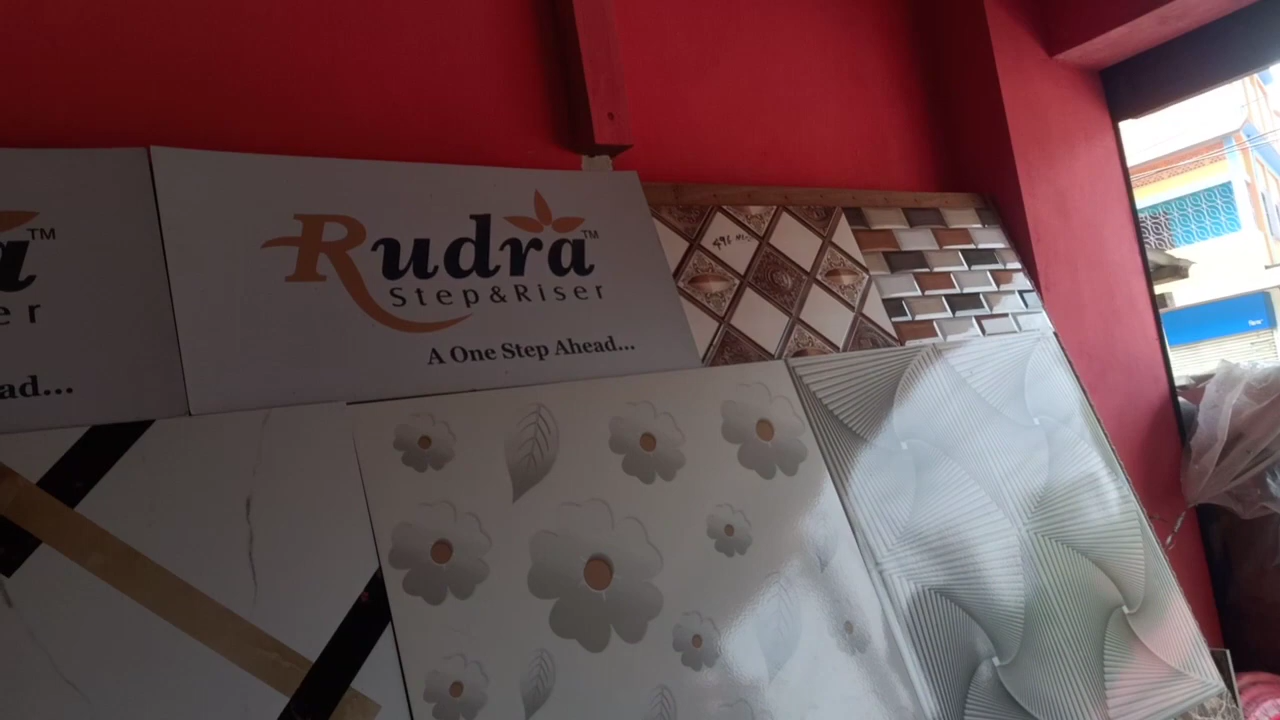 Rudra™
Step&Riser
A One Step Ahead...
a™
er
ad...